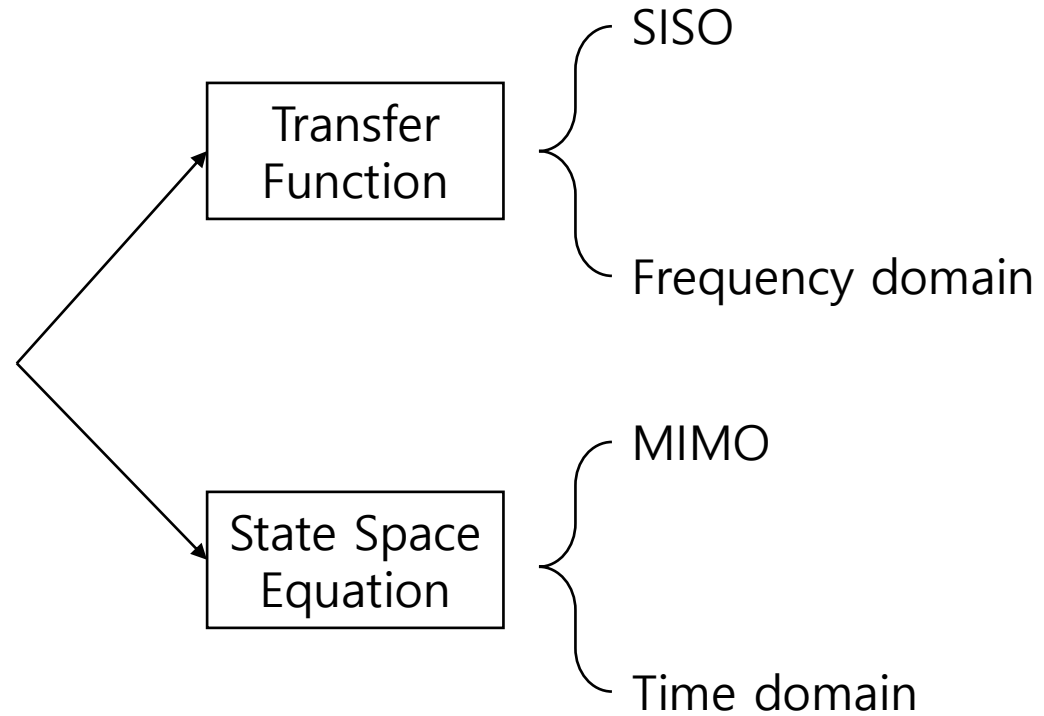 SISO
Transfer
Function
Frequency domain
MIMO
State Space
Equation
Time domain